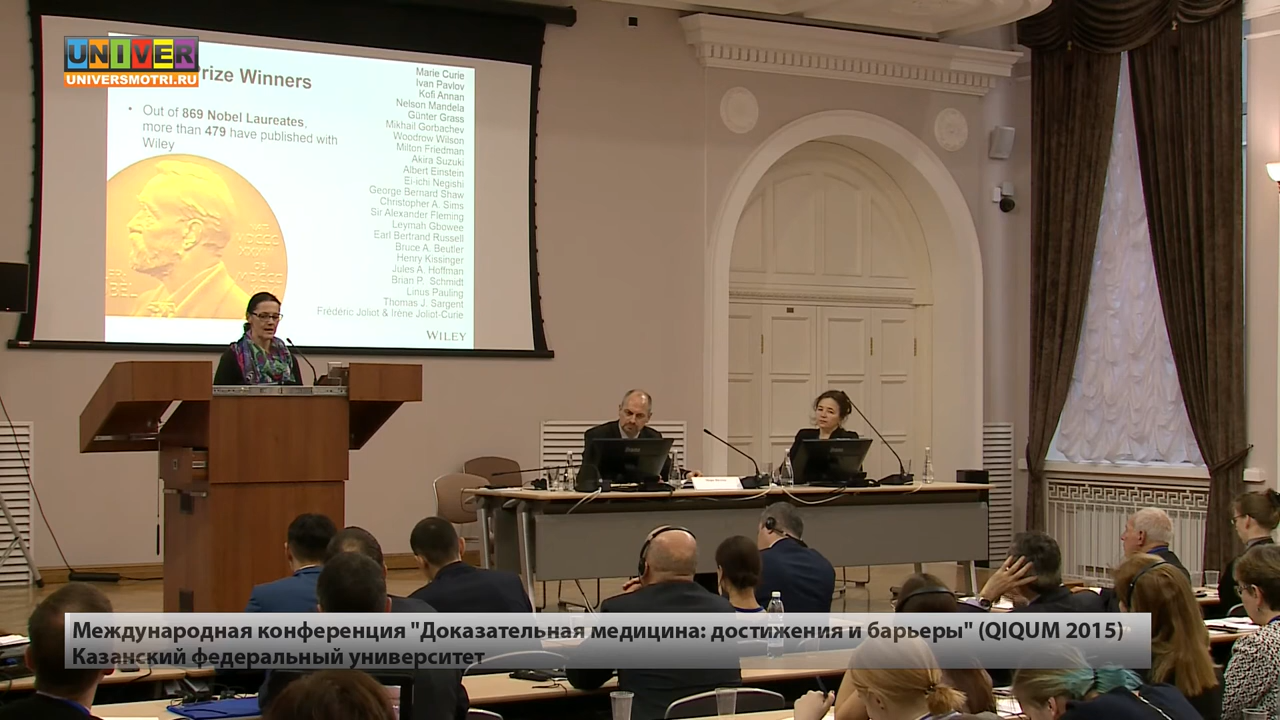 UNIVER
UNIVERSMOTRI.RU
Prize Winners
• Out of 869 Nobel Laureates,
more than 479 have published with
Wiley
Marie Curie
Ivan Pavlov
Kofi Annan
Nelson Mandela
Günter Grass
Mikhail Gorbachev
Woodrow Wilson
Milton Friedman
Akira Suzuki
Albert Einstein
Ei-ichi Negishi
George Bernard Shaw
Christopher A. Sims
Sir Alexander Fleming
Leymah Gbowee
Earl Bertrand Russell
Bruce A. Beutler
Henry Kissinger
Jules A. Hoffman
Brian P. Schmidt
Linus Pauling
Thomas J. Sargent
Frédéric Joliot & Irène Joliot-Curie
WILEY
Международная конференция "Доказательная медицина: достижения и барьеры" (QIQUM 2015)
Казанский федеральный университет